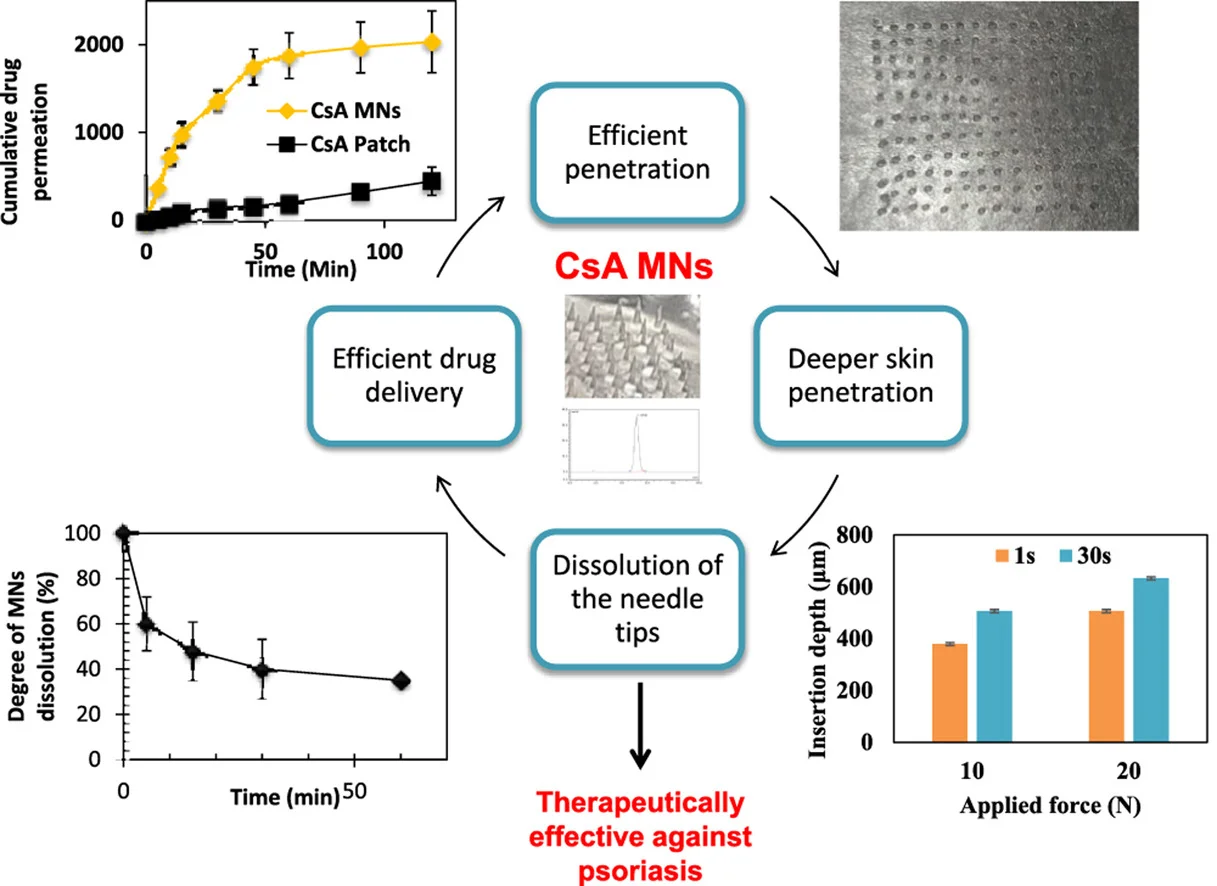 2000
1000
0
Cumulative drug
permeation
CsA MNs
CsA Patch
0
50
100
Time (Min)
Efficient
penetration
CsA MNs
Efficient drug
delivery
Deeper skin
penetration
Dissolution of
the needle
tips
Therapeutically
effective against
psoriasis
100
80
60
40
20
0
Degree of MNs
dissolution (%)
0
50
Time (min)
800
600
400
200
0
Insertion depth (μm)
1s
30s
10
20
Applied force (N)